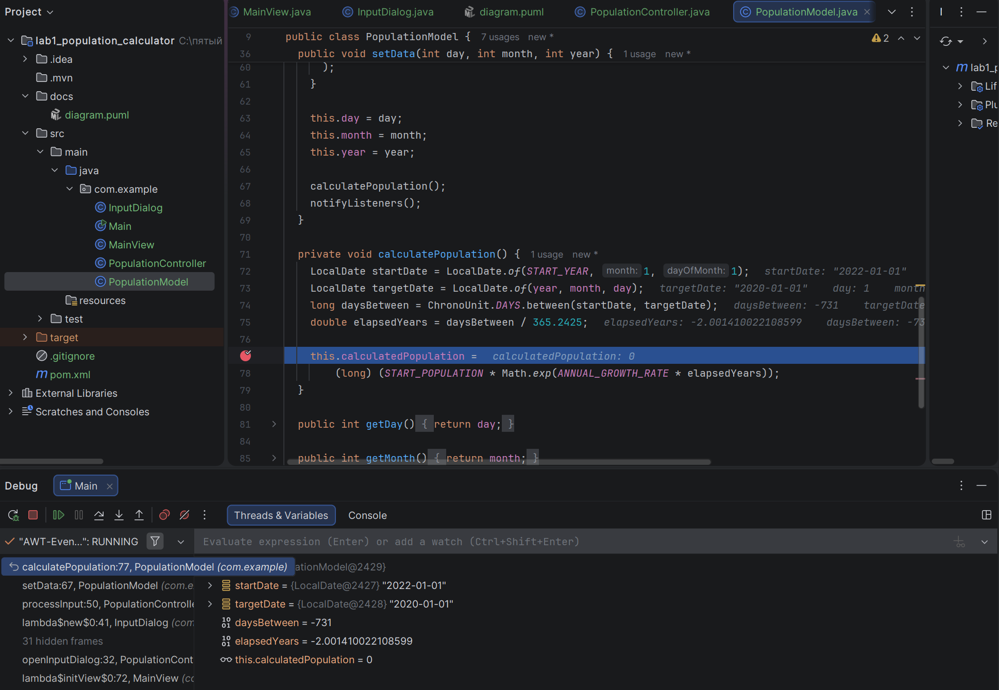 Project
lab1_population_calculator C:\пятый
.idea
.mvn
docs
diagram.puml
src
main
java
com.example
InputDialog
Main
MainView
PopulationController
PopulationModel
resources
test
target
.gitignore
m pom.xml
External Libraries
Scratches and Consoles
MainView.java InputDialog.java diagram.puml PopulationController.java PopulationModel.java
9 public class PopulationModel { 7 usages new *
36 public void setData(int day, int month, int year) { 1 usage new *
2
60 );
61 }
62
63 this.day = day;
64 this.month = month;
65 this.year = year;
66
67 calculatePopulation();
68 notifyListeners();
69 }
70
71 private void calculatePopulation() { 1 usage new *
72 LocalDate startDate = LocalDate.of(START_YEAR, month: 1, dayOfMonth: 1); startDate: "2022-01-01"
73 LocalDate targetDate = LocalDate.of(year, month, day); targetDate: "2020-01-01" day: 1 month
74 long daysBetween = ChronoUnit.DAYS.between(startDate, targetDate); daysBetween: -731 targetDate
75 double elapsedYears = daysBetween / 365.2425; elapsedYears: -2.001410022108599 daysBetween: -73
76
this.calculatedPopulation = calculatedPopulation: 0
78 (long) (START_POPULATION * Math.exp(ANNUAL_GROWTH_RATE * elapsedYears));
79 }
80
81 public int getDay() { return day; }
84
85 public int getMonth() { return month; }
m lab1_p
Lif
Plu
Re
Debug Main
Threads & Variables Console
"AWT-Even...": RUNNING
Evaluate expression (Enter) or add a watch (Ctrl+Shift+Enter)
calculatePopulation:77, PopulationModel (com.example) ationModel@2429}
setData:67, PopulationModel (com.e
processInput:50, PopulationControlle
lambda$new$0:41, InputDialog (com
31 hidden frames
openInputDialog:32, PopulationCont
lambda$initView$0:72, MainView (co
startDate = {LocalDate@2427} "2022-01-01"
targetDate = {LocalDate@2428} "2020-01-01"
daysBetween = -731
elapsedYears = -2.001410022108599
this.calculatedPopulation = 0